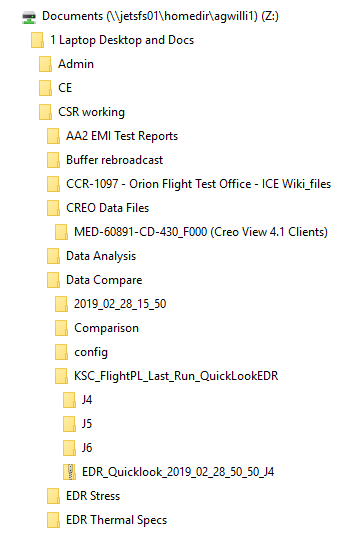 Documents (\\jetsfs01\homedir\agwilli1) (Z:)
1 Laptop Desktop and Docs
Admin
CE
CSR working
AA2 EMI Test Reports
Buffer rebroadcast
CCR-1097 - Orion Flight Test Office - ICE Wiki_files
CREO Data Files
MED-60891-CD-430_F000 (Creo View 4.1 Clients)
Data Analysis
Data Compare
2019_02_28_15_50
Comparison
config
KSC_FlightPL_Last_Run_QuickLookEDR
J4
J5
J6
EDR_Quicklook_2019_02_28_50_50_J4
EDR Stress
EDR Thermal Specs